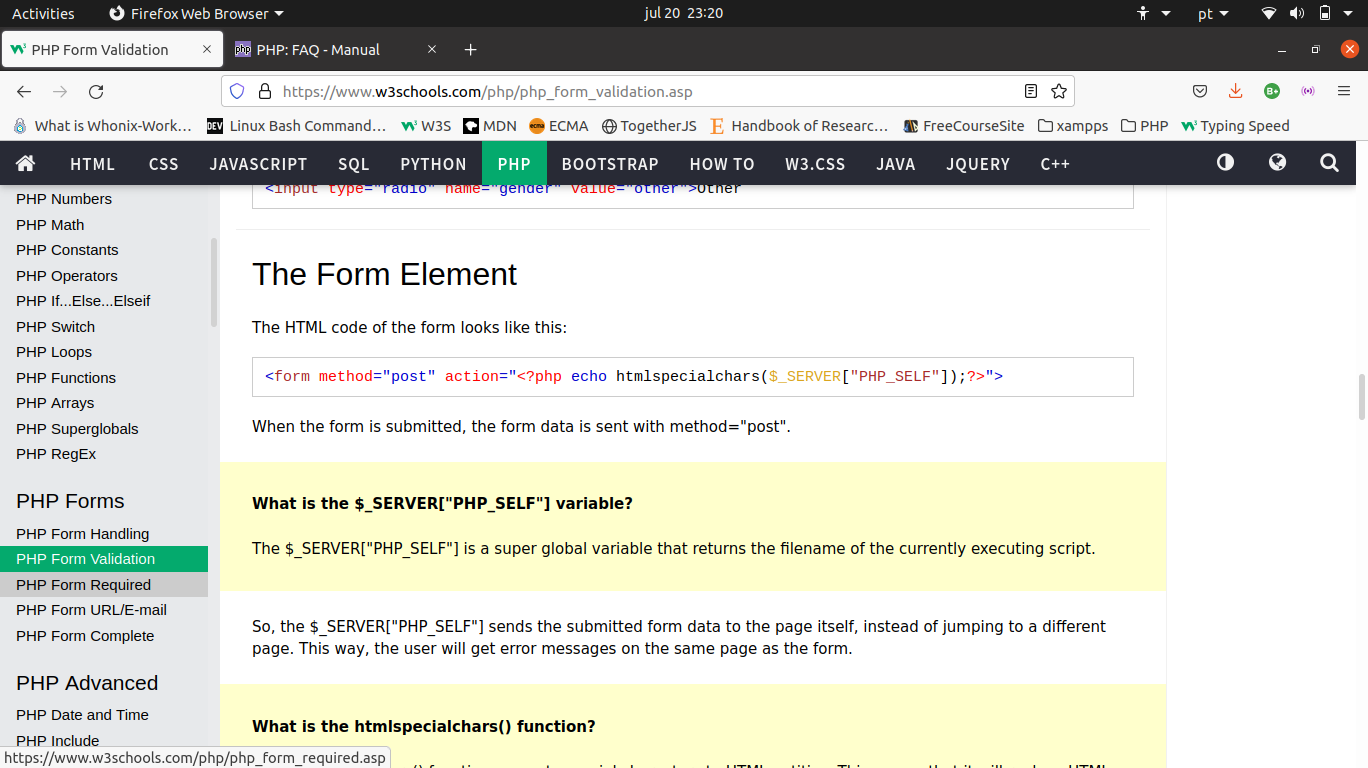 Activities
Firefox Web Browser
jul 20 23:20
pt
PHP Form Validation
PHP: FAQ - Manual
https://www.w3schools.com/php/php_form_validation.asp
What is Whonix-Work…
DEV Linux Bash Command…
W3S
MDN
ecma ECMA
TogetherJS
E Handbook of Researc…
FreeCourseSite
xampps
PHP
Typing Speed
HTML CSS JAVASCRIPT SQL PYTHON PHP BOOTSTRAP HOW TO W3.CSS JAVA JQUERY C++
PHP Numbers
PHP Math
PHP Constants
PHP Operators
PHP If...Else...Elseif
PHP Switch
PHP Loops
PHP Functions
PHP Arrays
PHP Superglobals
PHP RegEx
PHP Forms
PHP Form Handling
PHP Form Validation
PHP Form Required
PHP Form URL/E-mail
PHP Form Complete
PHP Advanced
PHP Date and Time
PHP Include
<input type="radio" name="gender" value="other">Other
The Form Element
The HTML code of the form looks like this:
<form method="post" action="<?php echo htmlspecialchars($_SERVER["PHP_SELF"]);?>">
When the form is submitted, the form data is sent with method="post".
What is the $_SERVER["PHP_SELF"] variable?
The $_SERVER["PHP_SELF"] is a super global variable that returns the filename of the currently executing script.
So, the $_SERVER["PHP_SELF"] sends the submitted form data to the page itself, instead of jumping to a different
page. This way, the user will get error messages on the same page as the form.
What is the htmlspecialchars() function?
https://www.w3schools.com/php/php_form_required.asp